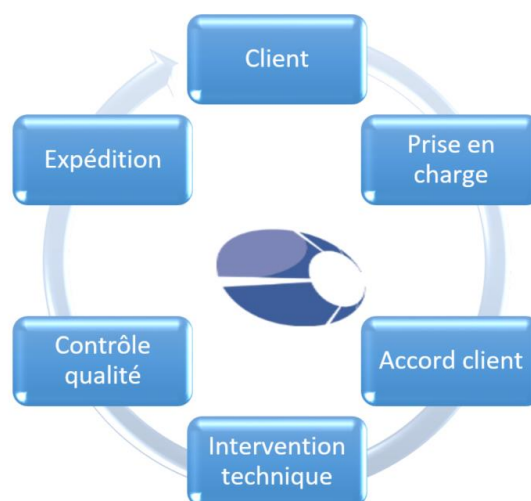 Client
Prise en
charge
Accord client
Intervention
technique
Contrôle
qualité
Expédition